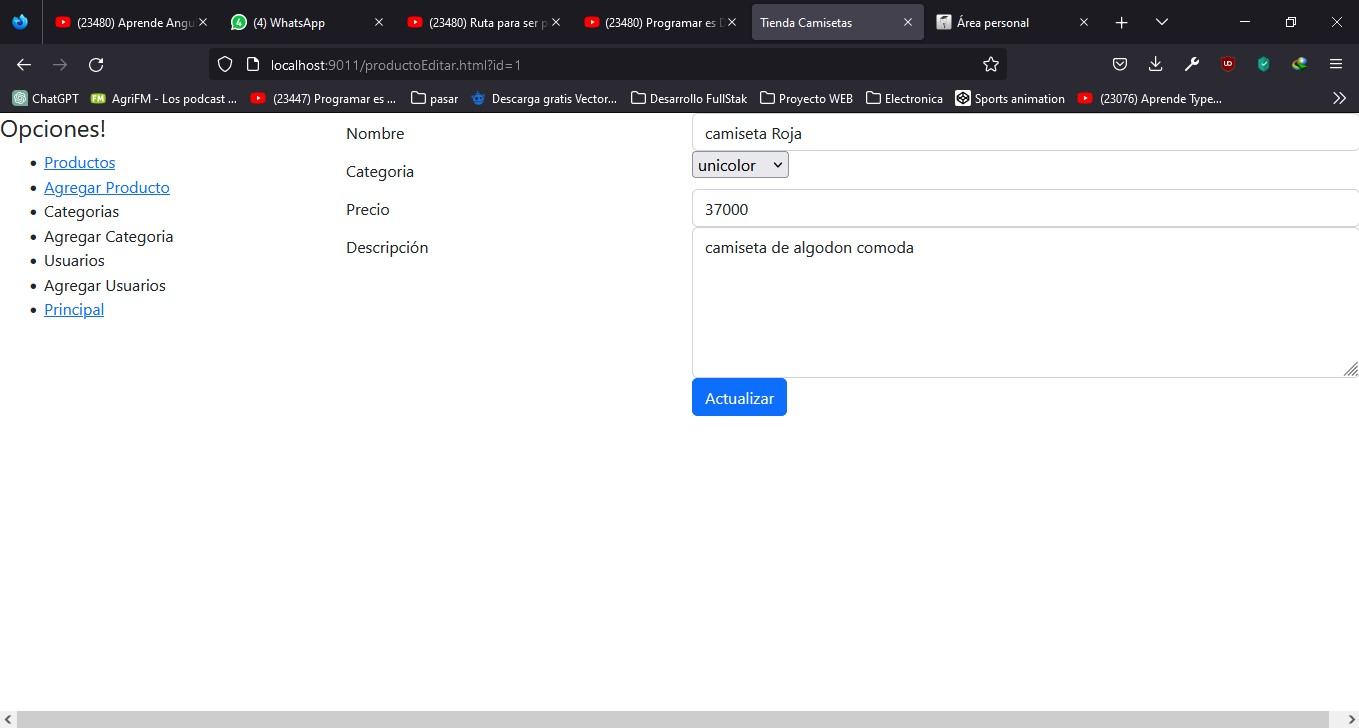 (23480) Aprende Angu
(4) WhatsApp
(23480) Ruta para ser p
(23480) Programar es D
Tienda Camisetas
Área personal
localhost:9011/productoEditar.html?id=1
ChatGPT
AgriFM - Los podcast ...
(23447) Programar es ...
pasar
Descarga gratis Vector...
Desarrollo FullStak
Proyecto WEB
Electronica
Sports animation
(23076) Aprende Type...
Opciones!
Productos
Agregar Producto
Categorias
Agregar Categoria
Usuarios
Agregar Usuarios
Principal
Nombre
camiseta Roja
Categoria
unicolor
Precio
37000
Descripción
camiseta de algodon comoda
Actualizar